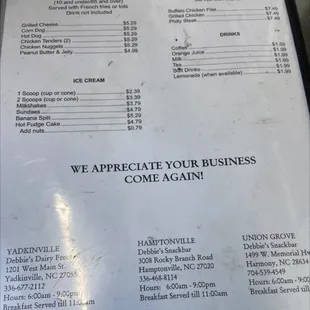 (10 and under/65 and over)
Served with French fries or tots
Drink not included
Grilled Cheese $5.29
Corn Dog $5.29
Hot Dog $5.29
Chicken Tenders (2) $5.29
Chicken Nuggets $5.29
Peanut Butter & Jelly $4.99
Buffalo Chicken Filet $7.49
Grilled Chicken $7.49
Philly Steak $7.49
DRINKS
Coffee $1.99
Orange Juice $1.99
Milk $1.99
Tea $1.99
Soft Drinks $1.99
Lemonade (when available) $1.99
ICE CREAM
1 Scoop (cup or cone) $2.39
2 Scoops (cup or cone) $3.39
Milkshakes $3.79
Sundaes $4.79
Banana Split $5.29
Hot Fudge Cake $4.79
Add nuts $0.79
WE APPRECIATE YOUR BUSINESS
COME AGAIN!
YADKINVILLE
Debbie's Dairy Freeze
1201 West Main St.
Yadkinville, NC 27055
336-677-2112
Hours: 6:00am - 9:00pm
Breakfast Served till 11:00am
HAMPTONVILLE
Debbie's Snackbar
3008 Rocky Branch Road
Hamptonville, NC 27020
336-468-8114
Hours: 6:00am - 9:00pm
Breakfast Served till 11:00am
UNION GROVE
Debbie's Snackbar
1499 W. Memorial Hw
Harmony, NC 28634
704-539-4549
Hours: 6:00am - 9:00p
Breakfast Served till 11:00